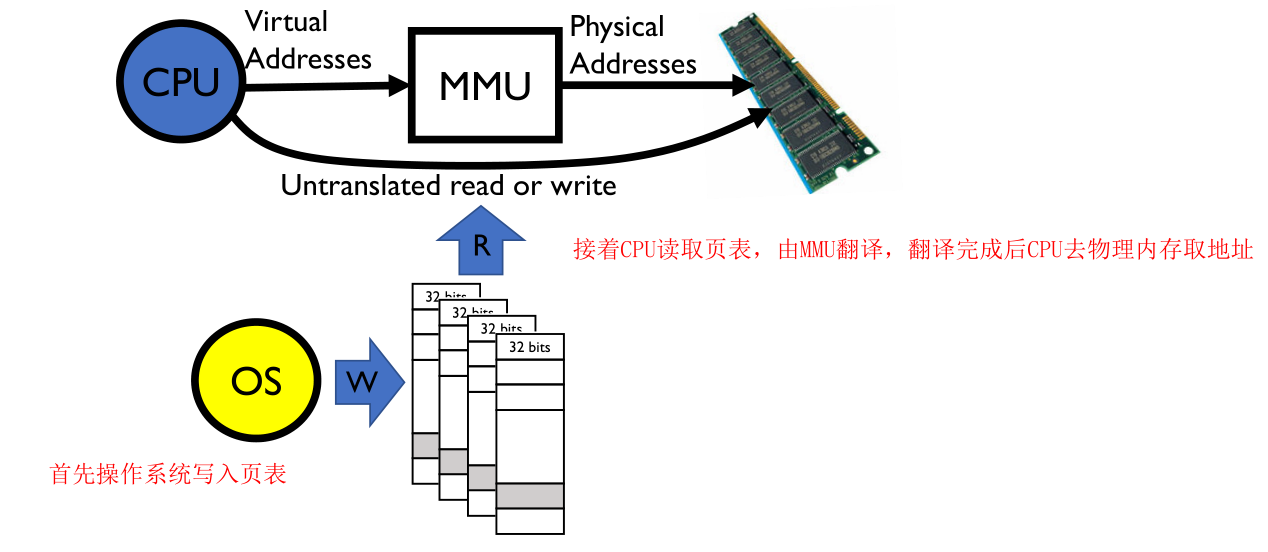 Virtual
Addresses
Physical
Addresses
CPU
MMU
Untranslated read or write
R
接着CPU读取页表，由MMU翻译，翻译完成后CPU去物理内存取地址
32 bits
32 bits
32 bits
32 bits
OS
W
首先操作系统写入页表